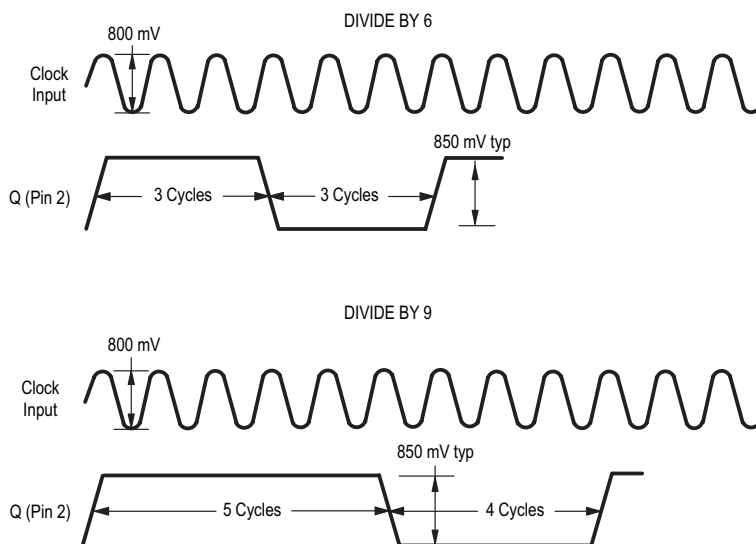 DIVIDE BY 6
800 mV
Clock
Input
850 mV typ
Q (Pin 2)
3 Cycles
3 Cycles
DIVIDE BY 9
800 mV
Clock
Input
850 mV typ
Q (Pin 2)
5 Cycles
4 Cycles